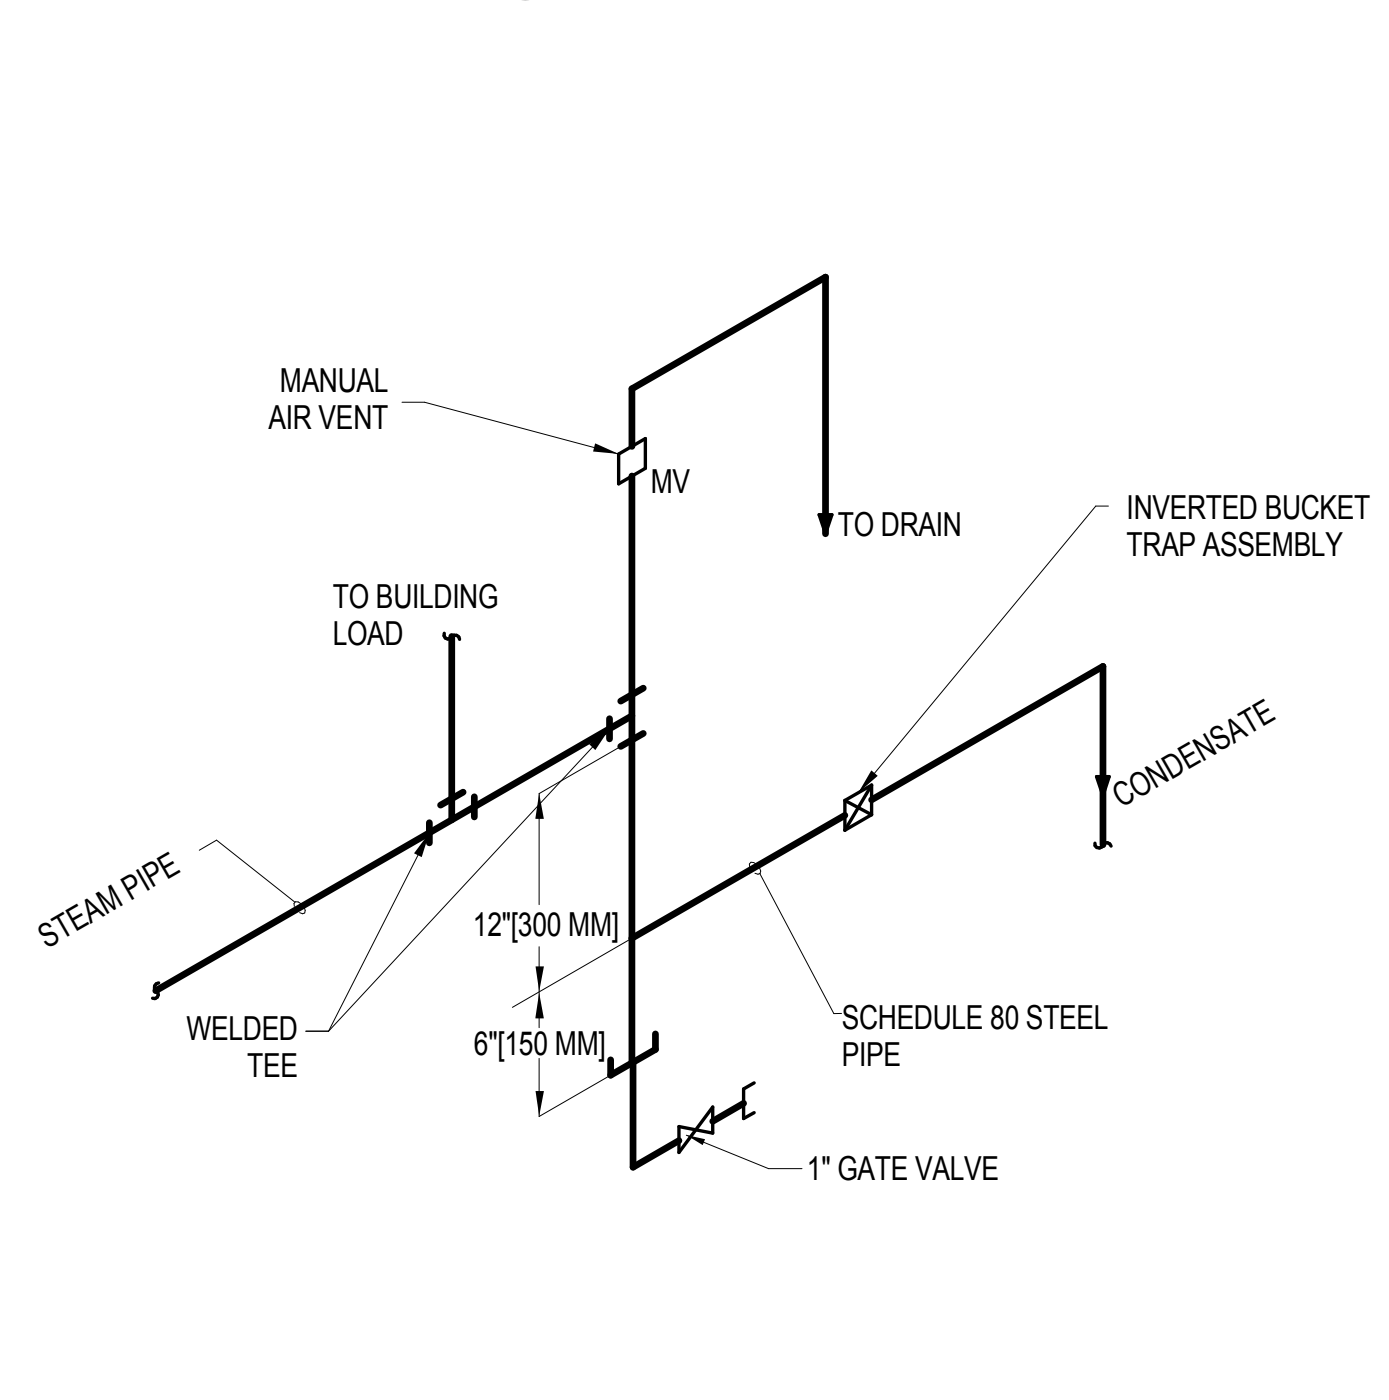 MANUAL
AIR VENT
MV
TO DRAIN
INVERTED BUCKET
TRAP ASSEMBLY
TO BUILDING
LOAD
CONDENSATE
STEAM PIPE
12"[300 MM]
WELDED
TEE
6"[150 MM]
SCHEDULE 80 STEEL
PIPE
1" GATE VALVE